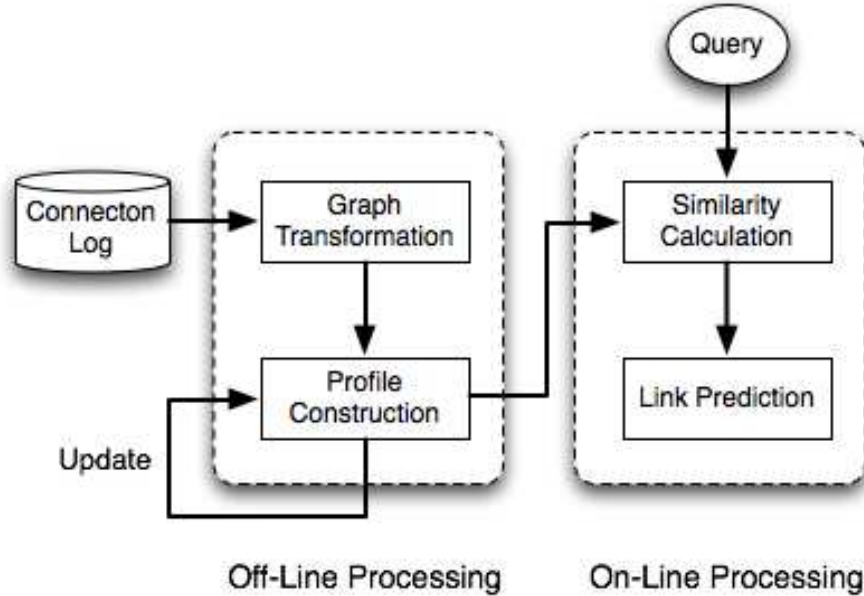 Query
Connecton
Log
Graph
Transformation
Similarity
Calculation
Profile
Construction
Link Prediction
Update
Off-Line Processing
On-Line Processing